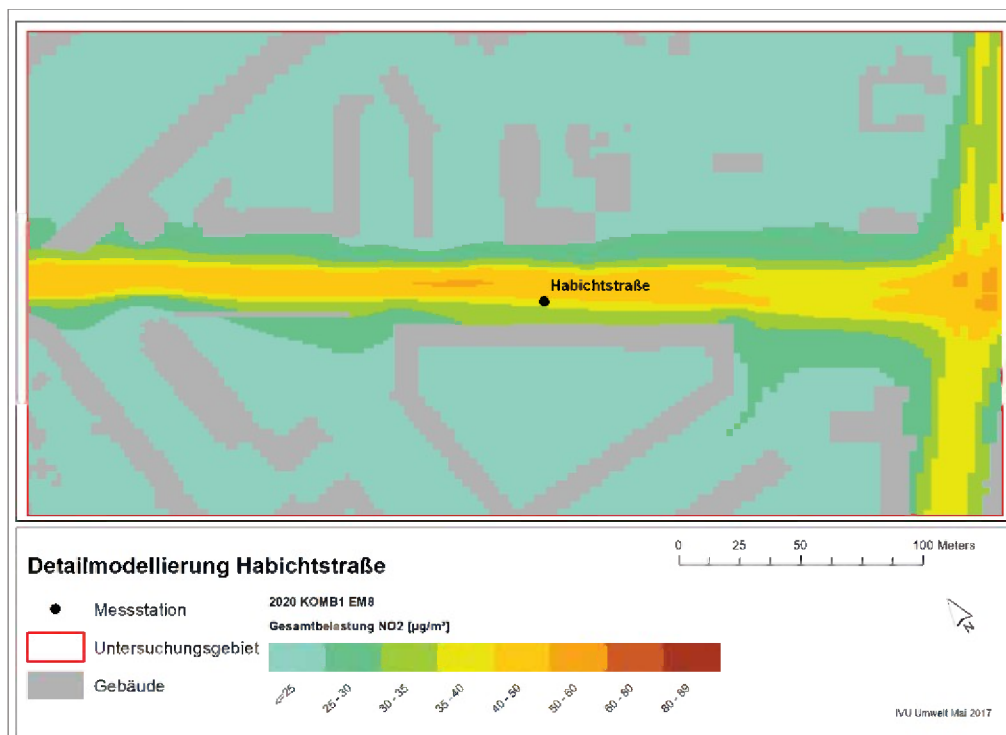 Habichtstraße
Detailmodellierung Habichtstraße
0 25 50 100 Meters
Messstation
Untersuchungsgebiet
Gebäude
2020 KOMB1 EM8
Gesamtbelastung NO2 [µg/m³]
<=25 25 - 30 30 - 35 35 - 40 40 - 50 50 - 60 60 - 80 80 - 89
N
IVU Umwelt Mai 2017